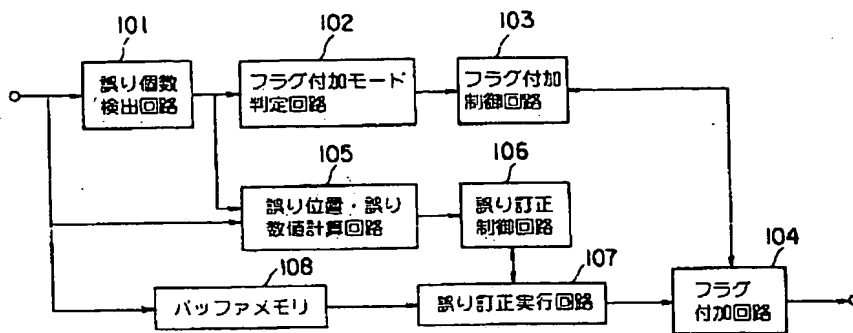 101
誤り個数
検出回路
102
フラグ付加モード
判定回路
103
フラグ付加
制御回路
105
誤り位置・誤り
数値計算回路
106
誤り訂正
制御回路
104
フラグ
付加回路
108
バッファメモリ
107
誤り訂正実行回路